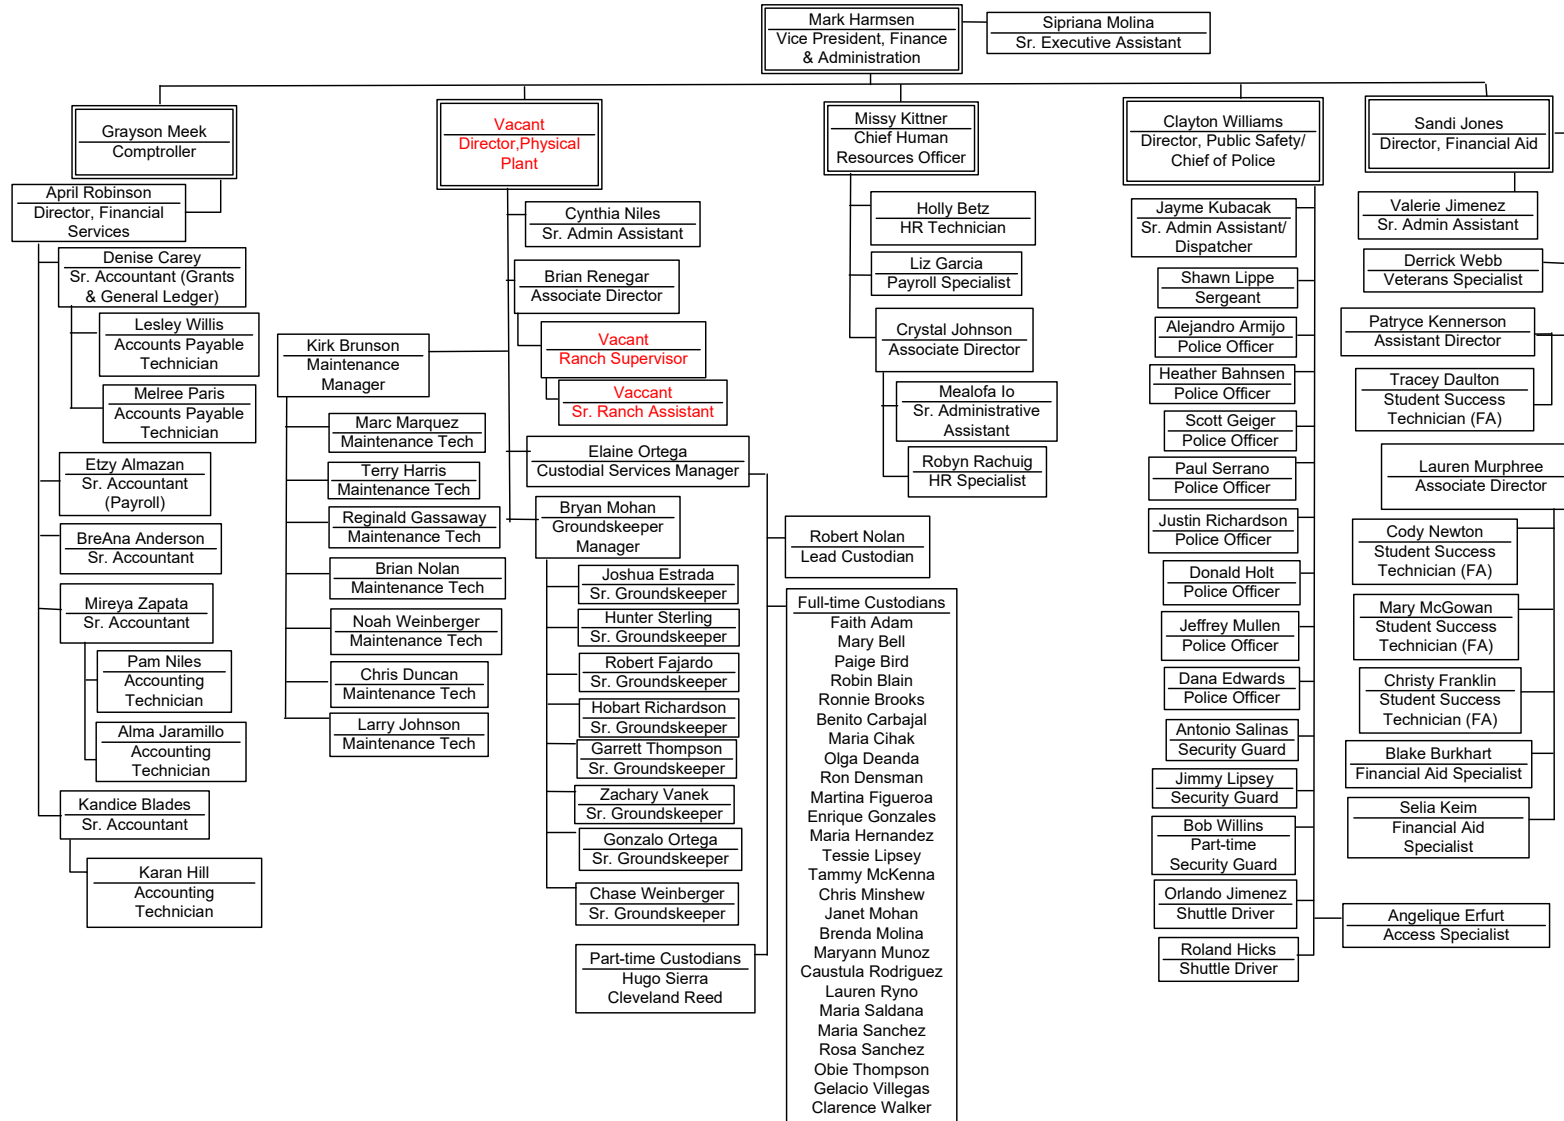 Mark Harmsen
Vice President, Finance
& Administration
Sipriana Molina
Sr. Executive Assistant
Grayson Meek
Comptroller
April Robinson
Director, Financial
Services
Denise Carey
Sr. Accountant (Grants
& General Ledger)
Lesley Willis
Accounts Payable
Technician
Melree Paris
Accounts Payable
Technician
Etzy Almazan
Sr. Accountant
(Payroll)
BreAna Anderson
Sr. Accountant
Mireya Zapata
Sr. Accountant
Pam Niles
Accounting
Technician
Alma Jaramillo
Accounting
Technician
Kandice Blades
Sr. Accountant
Karan Hill
Accounting
Technician
Vacant
Director,Physical
Plant
Cynthia Niles
Sr. Admin Assistant
Brian Renegar
Associate Director
Vacant
Ranch Supervisor
Vaccant
Sr. Ranch Assistant
Kirk Brunson
Maintenance
Manager
Marc Marquez
Maintenance Tech
Terry Harris
Maintenance Tech
Reginald Gassaway
Maintenance Tech
Brian Nolan
Maintenance Tech
Noah Weinberger
Maintenance Tech
Chris Duncan
Maintenance Tech
Larry Johnson
Maintenance Tech
Elaine Ortega
Custodial Services Manager
Bryan Mohan
Groundskeeper
Manager
Joshua Estrada
Sr. Groundskeeper
Hunter Sterling
Sr. Groundskeeper
Robert Fajardo
Sr. Groundskeeper
Hobart Richardson
Sr. Groundskeeper
Garrett Thompson
Sr. Groundskeeper
Zachary Vanek
Sr. Groundskeeper
Gonzalo Ortega
Sr. Groundskeeper
Chase Weinberger
Sr. Groundskeeper
Part-time Custodians
Hugo Sierra
Cleveland Reed
Robert Nolan
Lead Custodian
Full-time Custodians
Faith Adam
Mary Bell
Paige Bird
Robin Blain
Ronnie Brooks
Benito Carbajal
Maria Cihak
Olga Deanda
Ron Densman
Martina Figueroa
Enrique Gonzales
Maria Hernandez
Tessie Lipsey
Tammy McKenna
Chris Minshew
Janet Mohan
Brenda Molina
Maryann Munoz
Caustula Rodriguez
Lauren Ryno
Maria Saldana
Maria Sanchez
Rosa Sanchez
Obie Thompson
Gelacio Villegas
Clarence Walker
Missy Kittner
Chief Human
Resources Officer
Holly Betz
HR Technician
Liz Garcia
Payroll Specialist
Crystal Johnson
Associate Director
Mealofa Io
Sr. Administrative
Assistant
Robyn Rachuig
HR Specialist
Clayton Williams
Director, Public Safety/
Chief of Police
Jayme Kubacak
Sr. Admin Assistant/
Dispatcher
Shawn Lippe
Sergeant
Alejandro Armijo
Police Officer
Heather Bahnsen
Police Officer
Scott Geiger
Police Officer
Paul Serrano
Police Officer
Justin Richardson
Police Officer
Donald Holt
Police Officer
Jeffrey Mullen
Police Officer
Dana Edwards
Police Officer
Antonio Salinas
Security Guard
Jimmy Lipsey
Security Guard
Bob Willins
Part-time
Security Guard
Orlando Jimenez
Shuttle Driver
Roland Hicks
Shuttle Driver
Angelique Erfurt
Access Specialist
Sandi Jones
Director, Financial Aid
Valerie Jimenez
Sr. Admin Assistant
Derrick Webb
Veterans Specialist
Patryce Kennerson
Assistant Director
Tracey Daulton
Student Success
Technician (FA)
Lauren Murphree
Associate Director
Cody Newton
Student Success
Technician (FA)
Mary McGowan
Student Success
Technician (FA)
Christy Franklin
Student Success
Technician (FA)
Blake Burkhart
Financial Aid Specialist
Selia Keim
Financial Aid
Specialist